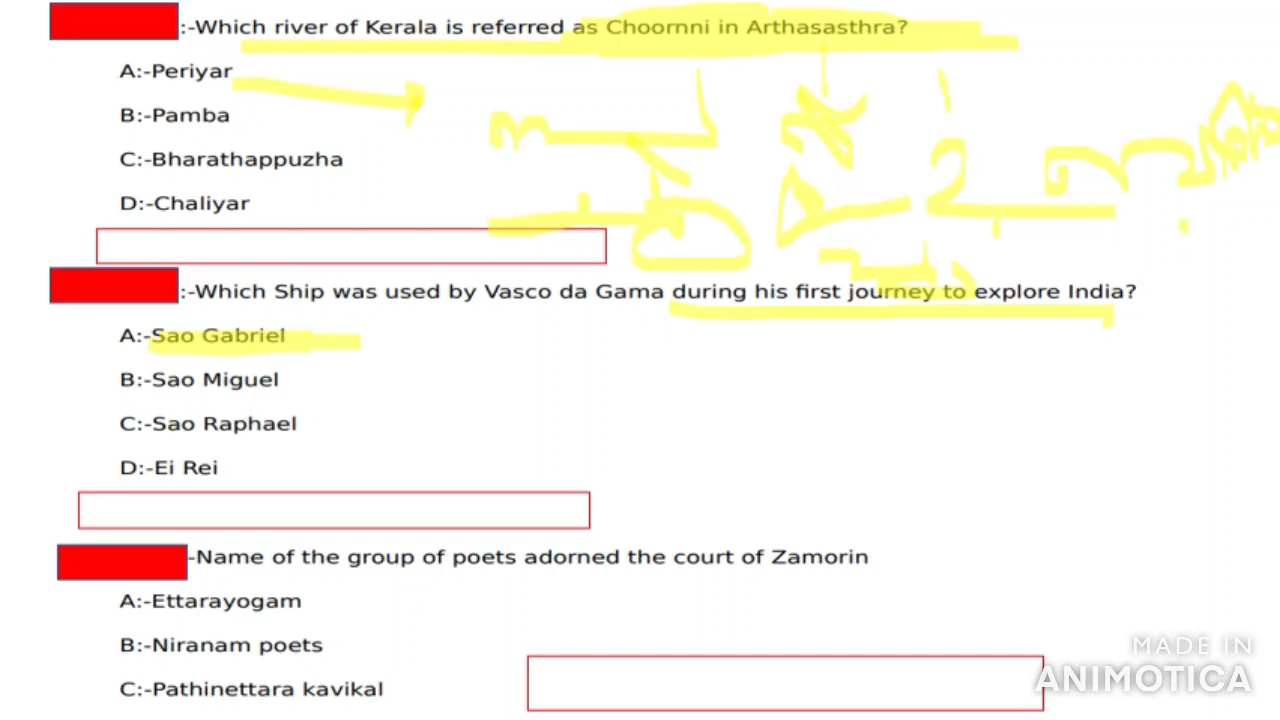 :-Which river of Kerala is referred as Choornni in Arthasasthra?
A:-Periyar
B:-Pamba
C:-Bharathappuzha
D:-Chaliyar
:-Which Ship was used by Vasco da Gama during his first journey to explore India?
A:-Sao Gabriel
B:-Sao Miguel
C:-Sao Raphael
D:-Ei Rei
-Name of the group of poets adorned the court of Zamorin
A:-Ettarayogam
B:-Niranam poets
C:-Pathinettara kavikal
MADE IN
ANIMOTICA